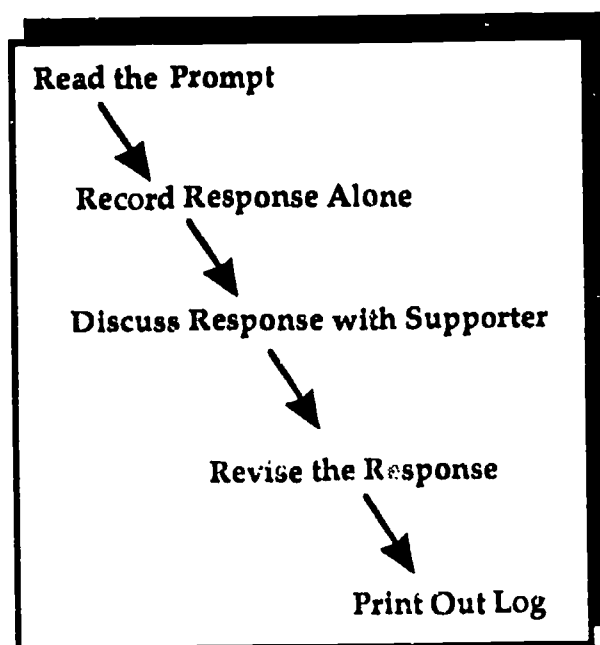 Read the Prompt
Record Response Alone
Discuss Response with Supporter
Revise the Response
Print Out Log